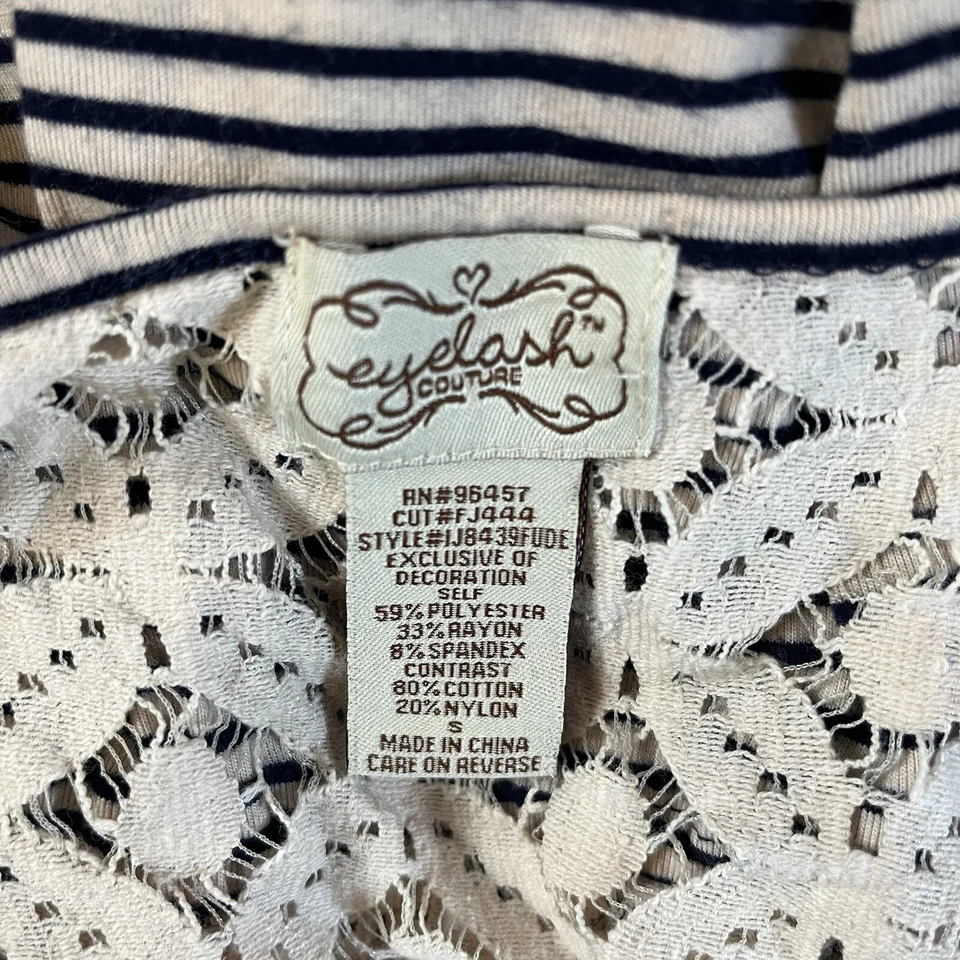 eyelash™
COUTURE
RN#96457
CUT#FJ444
STYLE#IJ8439FUDE
EXCLUSIVE OF
DECORATION
SELF
59% POLYESTER
33% RAYON
8% SPANDEX
CONTRAST
80% COTTON
20% NYLON
S
MADE IN CHINA
CARE ON REVERSE